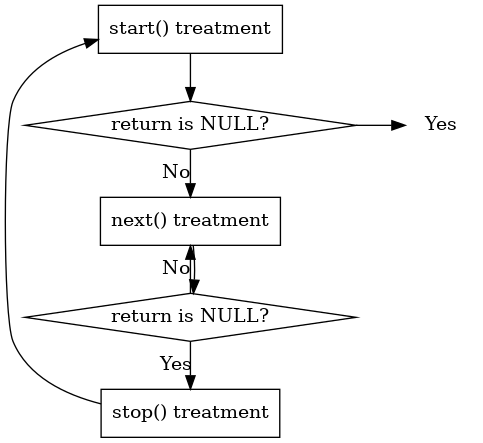 start() treatment
return is NULL?
Yes
No
next() treatment
No
return is NULL?
Yes
stop() treatment